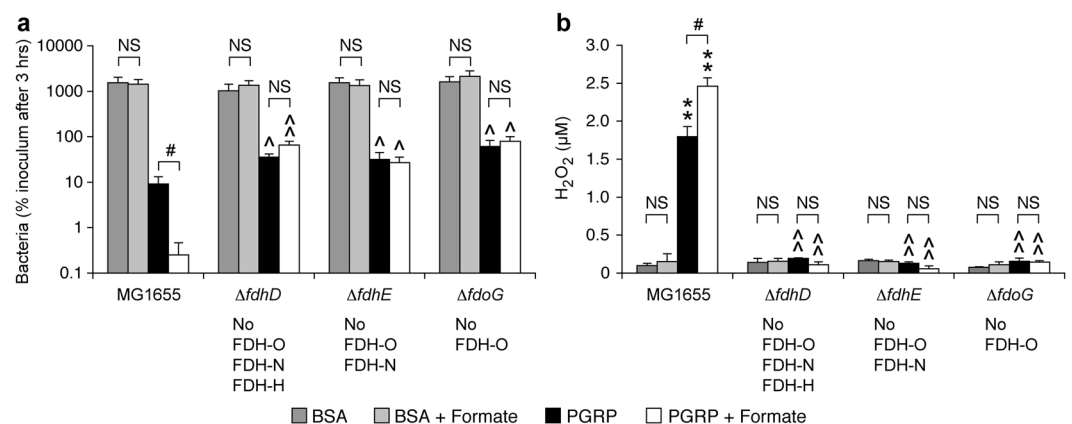 a
Bacteria (% inoculum after 3 hrs)
10000
1000
100
10
1
0.1
NS
#
NS
NS
^
^^
NS
NS
^
^
NS
NS
^
^
MG1655
ΔfdhD
ΔfdhE
ΔfdoG
No
FDH-O
FDH-N
FDH-H
No
FDH-O
FDH-N
No
FDH-O
b
H2O2 (µM)
3.0
2.5
2.0
1.5
1.0
0.5
0
NS
#
**
**
NS
NS
^^
^^
NS
NS
^^
^^
NS
NS
^^
^^
MG1655
ΔfdhD
ΔfdhE
ΔfdoG
No
FDH-O
FDH-N
FDH-H
No
FDH-O
FDH-N
No
FDH-O
BSA
BSA + Formate
PGRP
PGRP + Formate